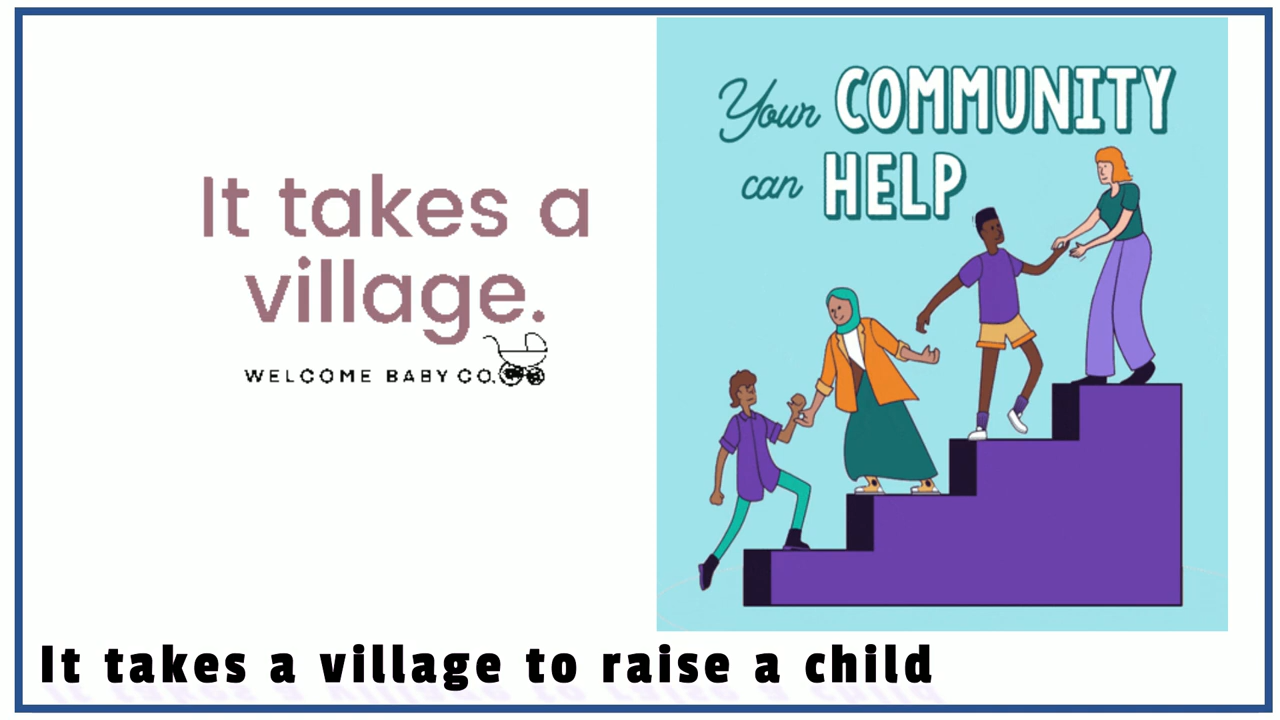 It takes a
village.
WELCOME BABY CO.
Your COMMUNITY
can HELP
It takes a village to raise a child